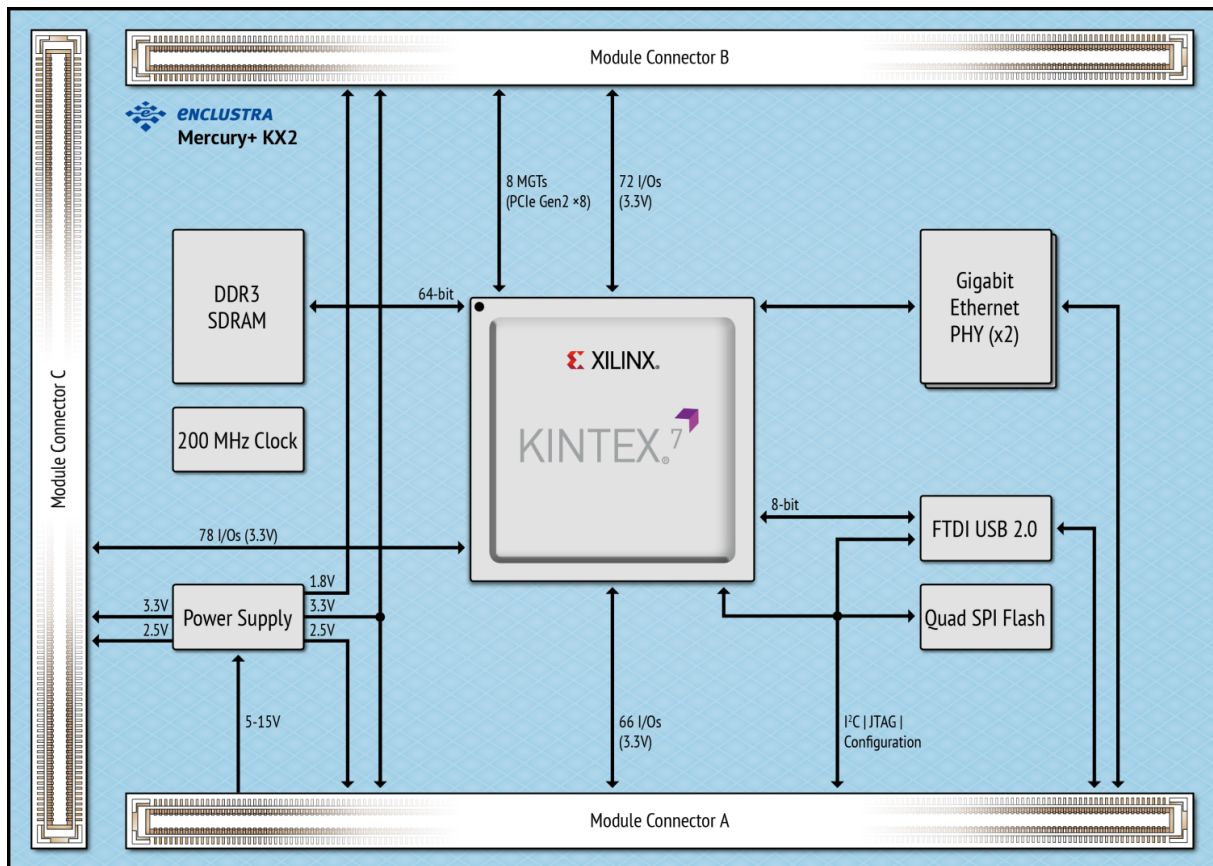 Module Connector B
ENCLUSTRA
Mercury+ KX2
8 MGTs
(PCIe Gen2 ×8)
72 I/Os
(3.3V)
DDR3
SDRAM
64-bit
Gigabit
Ethernet
PHY (x2)
XILINX.
KINTEX®7
200 MHz Clock
Module Connector C
8-bit
FTDI USB 2.0
78 I/Os (3.3V)
1.8V
3.3V
Power Supply
3.3V
2.5V
2.5V
Quad SPI Flash
5-15V
66 I/Os
(3.3V)
I²C | JTAG |
Configuration
Module Connector A